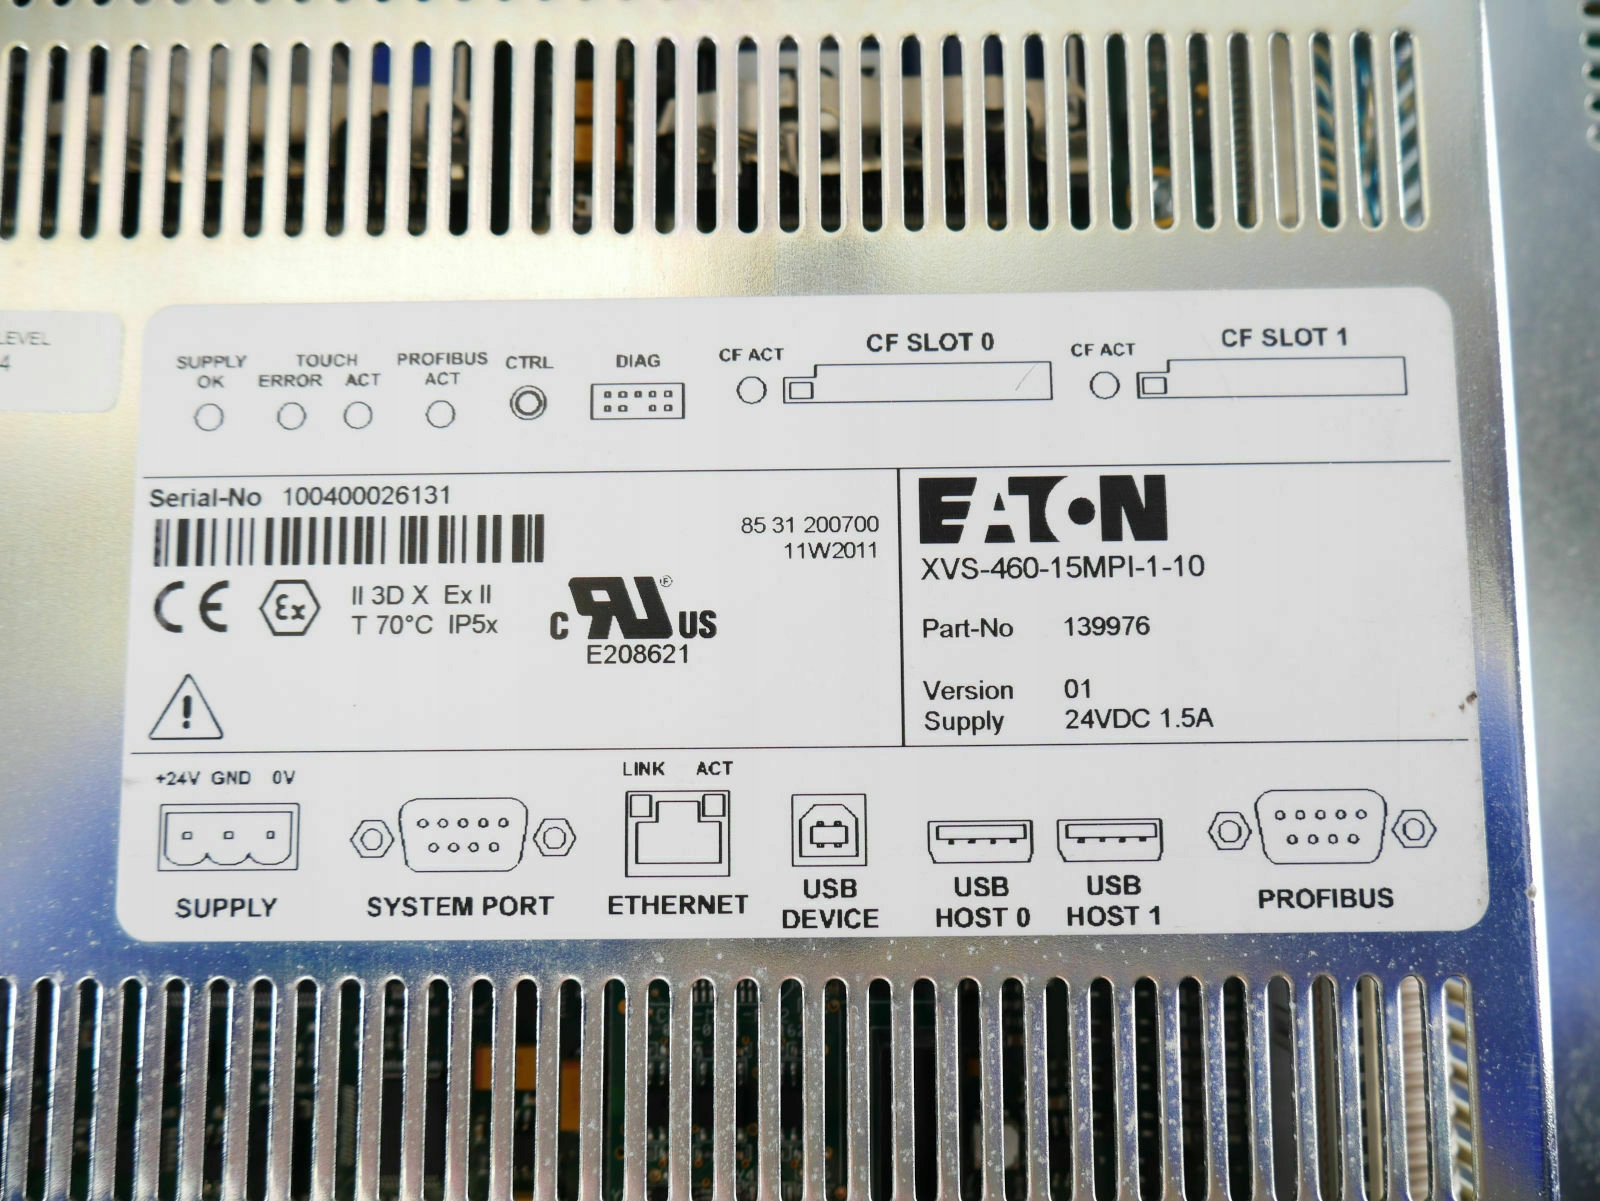 LEVEL
4
SUPPLY OK
TOUCH
ERROR ACT
PROFIBUS ACT
CTRL
DIAG
CF ACT
CF SLOT 0
CF ACT
CF SLOT 1
Serial-No 100400026131
85 31 200700
11W2011
CE Ex II 3D X Ex II
T 70°C IP5x
c RU ® US
E208621
!
EATON
XVS-460-15MPI-1-10
Part-No 139976
Version 01
Supply 24VDC 1.5A
+24V GND 0V
SUPPLY
SYSTEM PORT
LINK ACT
ETHERNET
USB
DEVICE
USB
HOST 0
USB
HOST 1
PROFIBUS